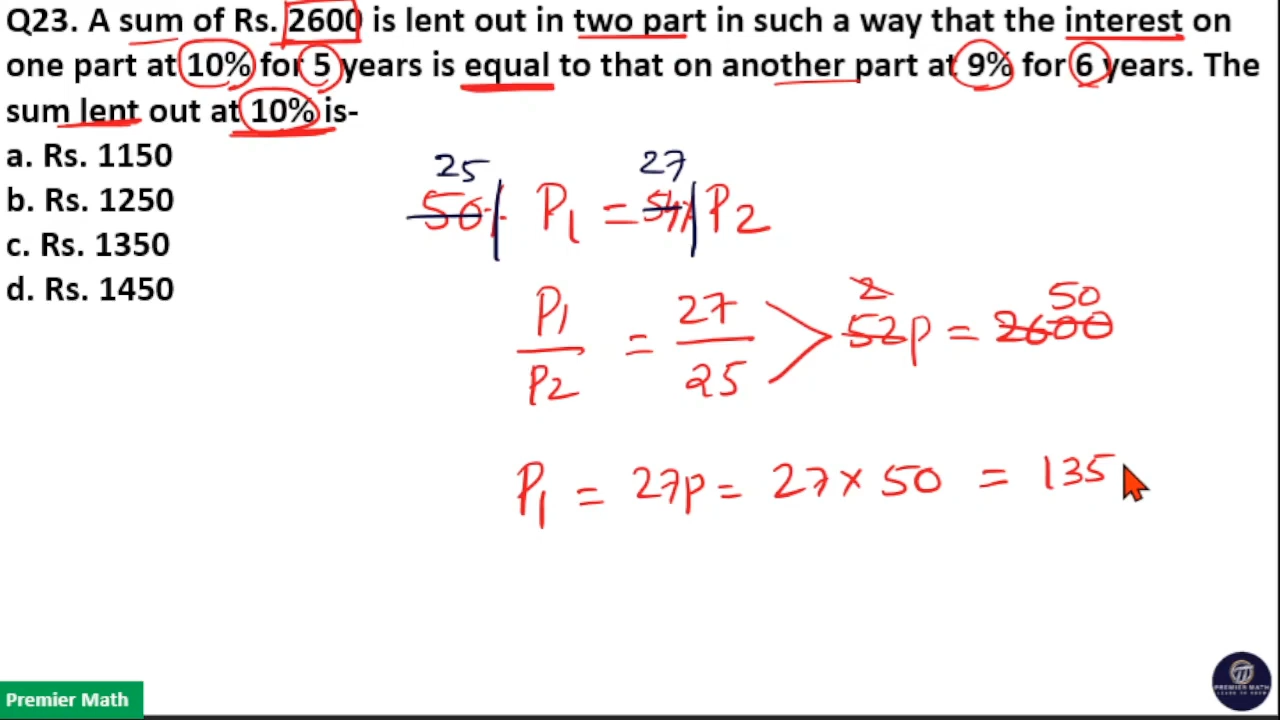 Q23. A sum of Rs. 2600 is lent out in two part in such a way that the interest on
one part at 10% for 5 years is equal to that on another part at 9% for 6 years. The
sum lent out at 10% is-
a. Rs. 1150
b. Rs. 1250
c. Rs. 1350
d. Rs. 1450
25 27
50% P1 = 54% P2
2 50
P1/P2 = 27/25 52p = 2600
P1 = 27p = 27 × 50 = 135
Premier Math
PREMIER MATH